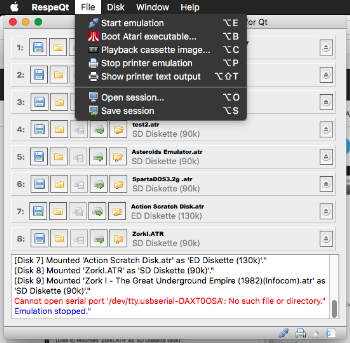 RespeQt File Disk Window Help
for Qt
Start emulation ⌥E
Boot Atari executable... ⌥B
Playback cassette image... ⌥C
Stop printer emulation ⌥P
Show printer text output ⌥⇧T
Open session... ⌥O
Save session ⌥S
1:
2:
3:
4: test2.atr
SD Diskette (90k)
5: Asteroids Emulator.atr
SD Diskette (90k)
6: SpartaDOS3.2g .atr
SD Diskette (90k)
7: Action Scratch Disk.atr
ED Diskette (130k)
8: Zorkl.ATR
SD Diskette (90k)
[Disk 7] Mounted 'Action Scratch Disk.atr' as 'ED Diskette (130k)'."
[Disk 8] Mounted 'Zorkl.ATR' as 'SD Diskette (90k)'."
[Disk 9] Mounted 'Zork I - The Great Underground Empire (1982)(Infocom).atr' as
'SD Diskette (90k)'."
Cannot open serial port '/dev/tty.usbserial-DAXT0OSA': No such file or directory."
Emulation stopped."